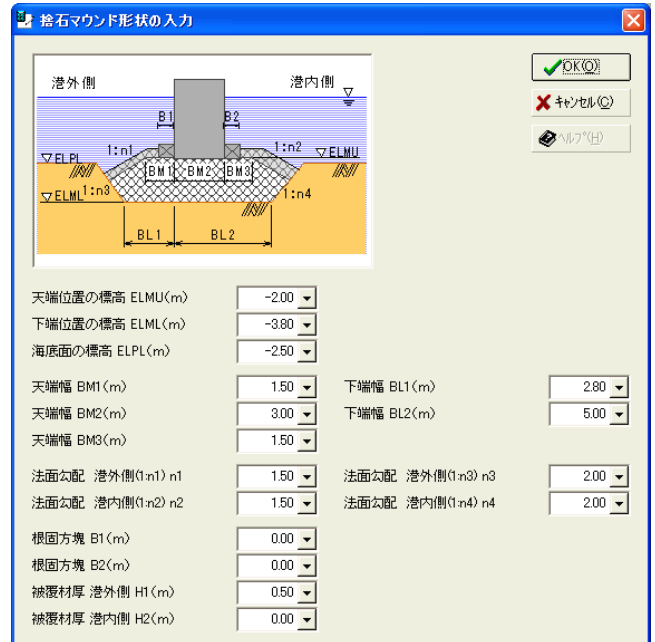 捨石マウンド形状の入力
港外側
港内側
B1
B2
1:n1
1:n2
ELMU
ELPL
BM1
BM2
BM3
ELML
1:n3
1:n4
BL1
BL2
OK(O)
キャンセル(C)
ヘルプ(H)
天端位置の標高 ELMU(m) -2.00
下端位置の標高 ELML(m) -3.80
海底面の標高 ELPL(m) -2.50
天端幅 BM1(m) 1.50 下端幅 BL1(m) 2.80
天端幅 BM2(m) 3.00 下端幅 BL2(m) 5.00
天端幅 BM3(m) 1.50
法面勾配 港外側(1:n1) n1 1.50 法面勾配 港外側(1:n3) n3 2.00
法面勾配 港内側(1:n2) n2 1.50 法面勾配 港内側(1:n4) n4 2.00
根固方塊 B1(m) 0.00
根固方塊 B2(m) 0.00
被覆材厚 港外側 H1(m) 0.50
被覆材厚 港内側 H2(m) 0.00